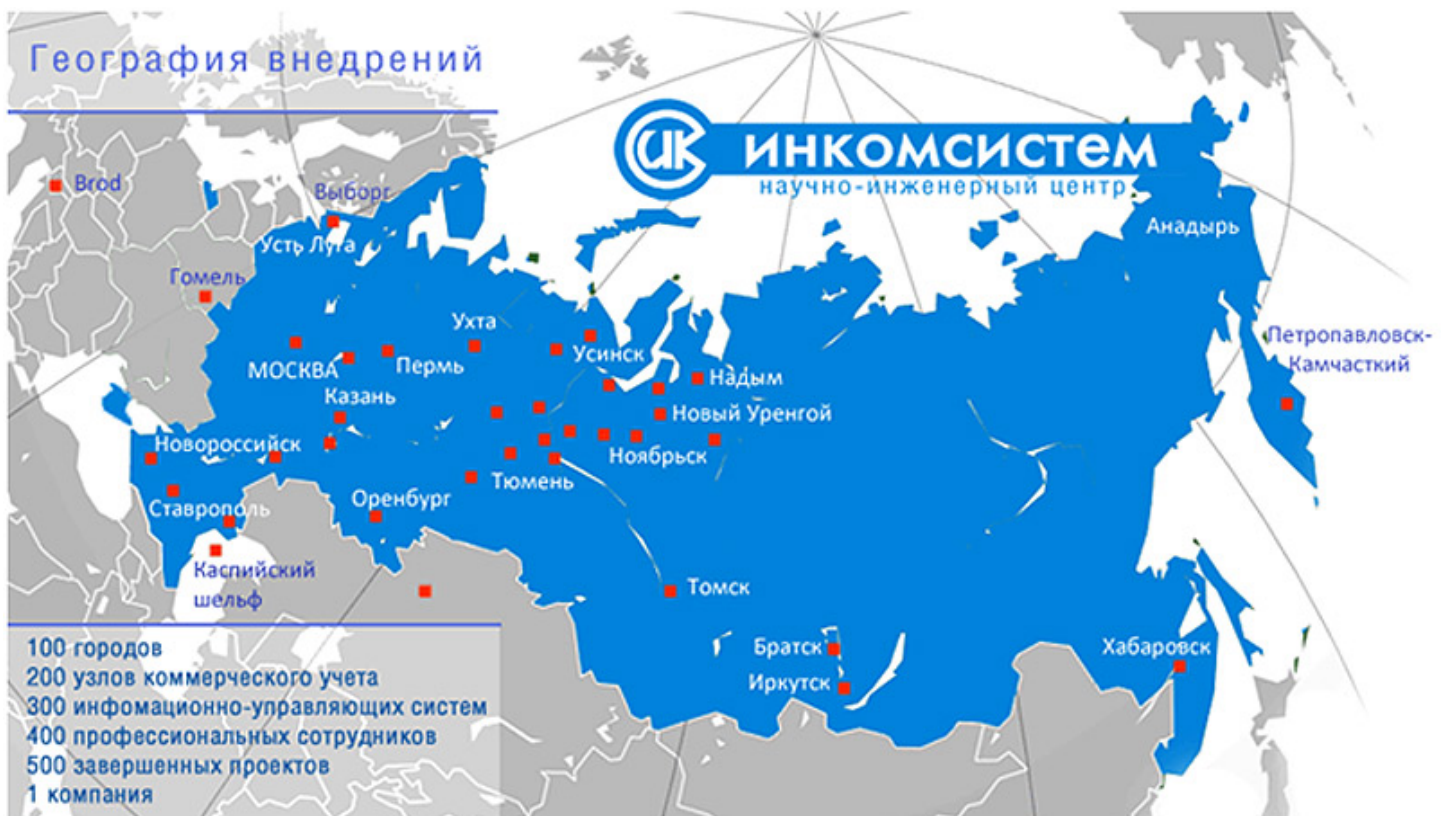 География внедрений
ИК ИНКОМСИСТЕМ
научно-инженерный центр
Brod
Выборг
Усть Луга
Анадырь
Гомель
Ухта
Петропавловск-
Камчасткий
МОСКВА
Пермь
Усинск
Надым
Казань
Новый Уренгой
Новороссийск
Ноябрьск
Тюмень
Ставрополь
Оренбург
Каспийский
шельф
Томск
Братск
Хабаровск
Иркутск
100 городов
200 узлов коммерческого учета
300 инфомационно-управляющих систем
400 профессиональных сотрудников
500 завершенных проектов
1 компания